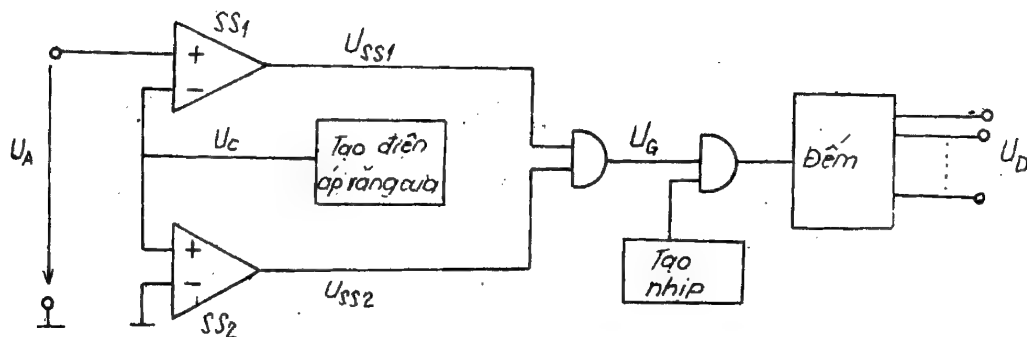 SS1
+
−
U_A
U_SS1
U_C
Tạo điện
áp răng cưa
U_G
Đếm
U_D
Tạo
nhịp
+
−
SS2
U_SS2